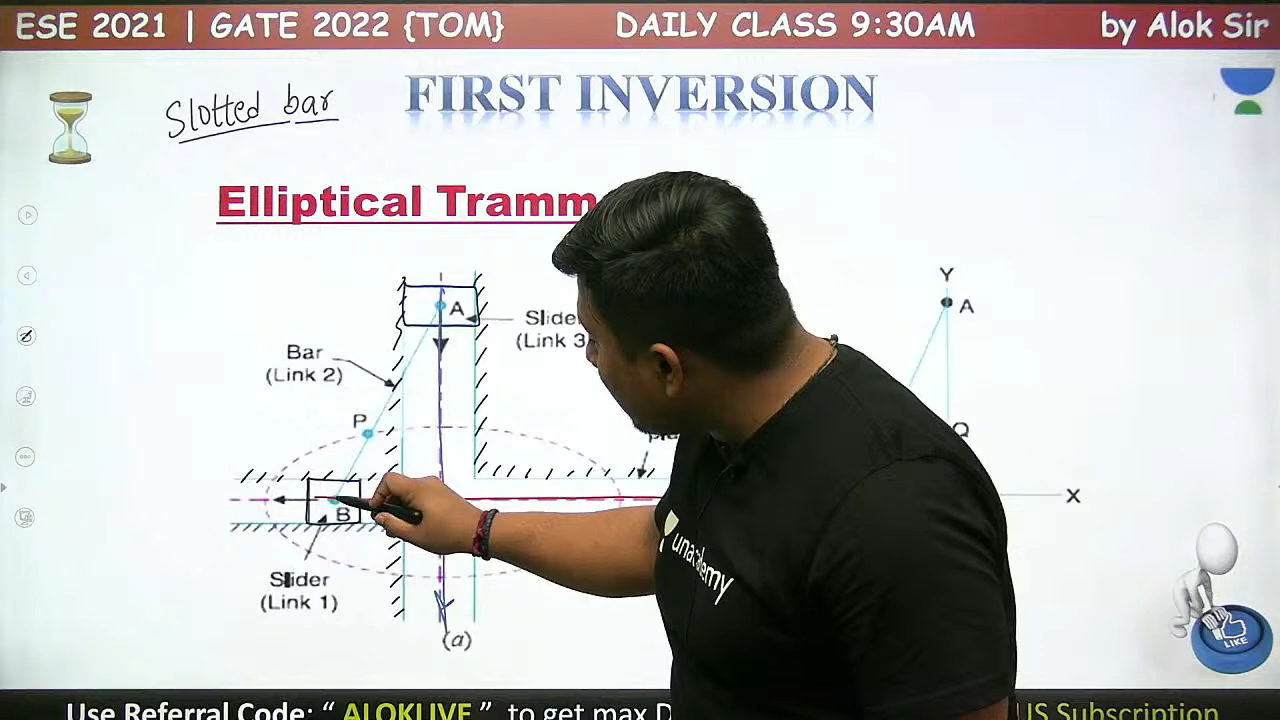 ESE 2021 | GATE 2022 {TOM} DAILY CLASS 9:30AM by Alok Sir
Slotted bar
FIRST INVERSION
Elliptical Tramm
A
Slide
(Link 3
Bar
(Link 2)
P
B
Slider
(Link 1)
(a)
Y
A
Q
X
unacademy
LIKE
Use Referral Code: “ ALOKLIVE ” to get max D
US Subscription